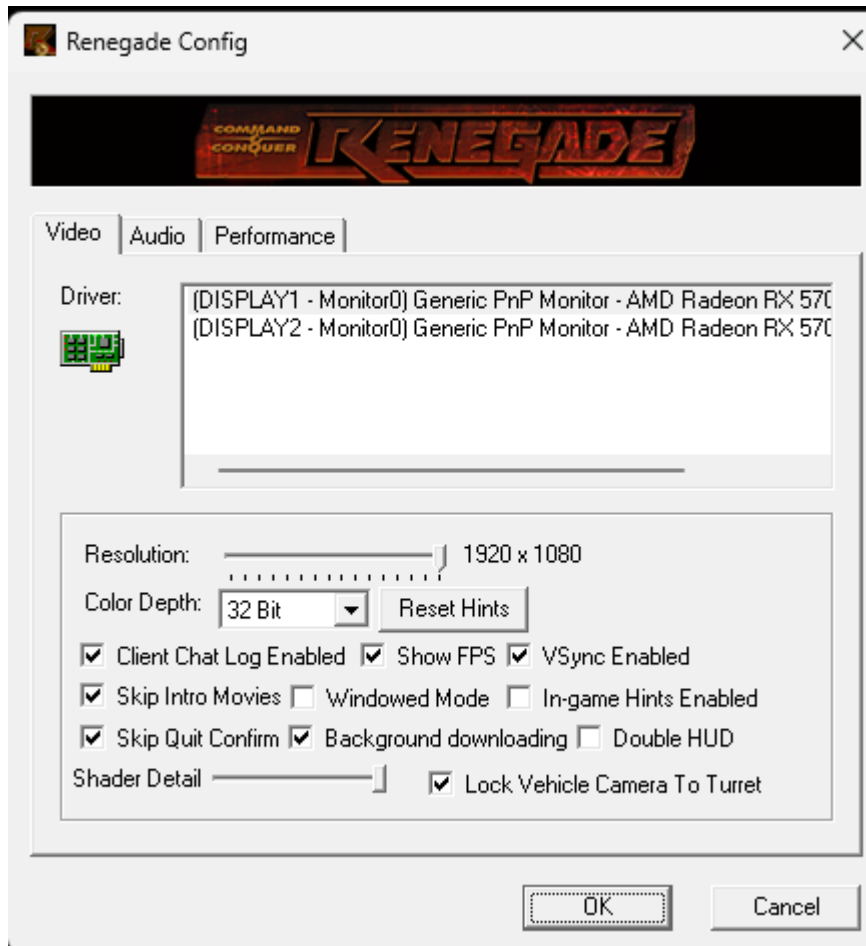 Renegade Config
COMMAND & CONQUER RENEGADE
Video Audio Performance
Driver:
(DISPLAY1 - Monitor0) Generic PnP Monitor - AMD Radeon RX 570
(DISPLAY2 - Monitor0) Generic PnP Monitor - AMD Radeon RX 570
Resolution: 1920 x 1080
Color Depth: 32 Bit Reset Hints
Client Chat Log Enabled Show FPS VSync Enabled
Skip Intro Movies Windowed Mode In-game Hints Enabled
Skip Quit Confirm Background downloading Double HUD
Shader Detail Lock Vehicle Camera To Turret
OK Cancel